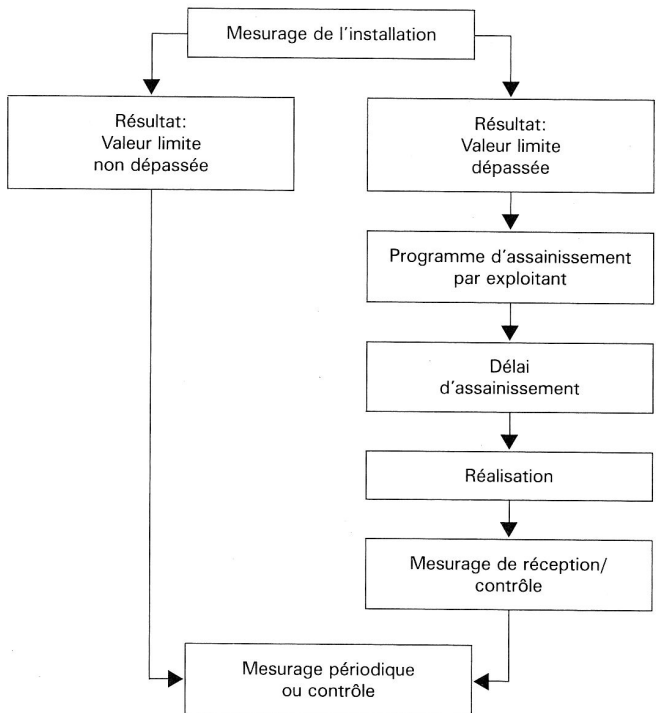 Mesurage de l'installation
Résultat:
Valeur limite
non dépassée
Résultat:
Valeur limite
dépassée
Programme d'assainissement
par exploitant
Délai
d'assainissement
Réalisation
Mesurage de réception/
contrôle
Mesurage périodique
ou contrôle